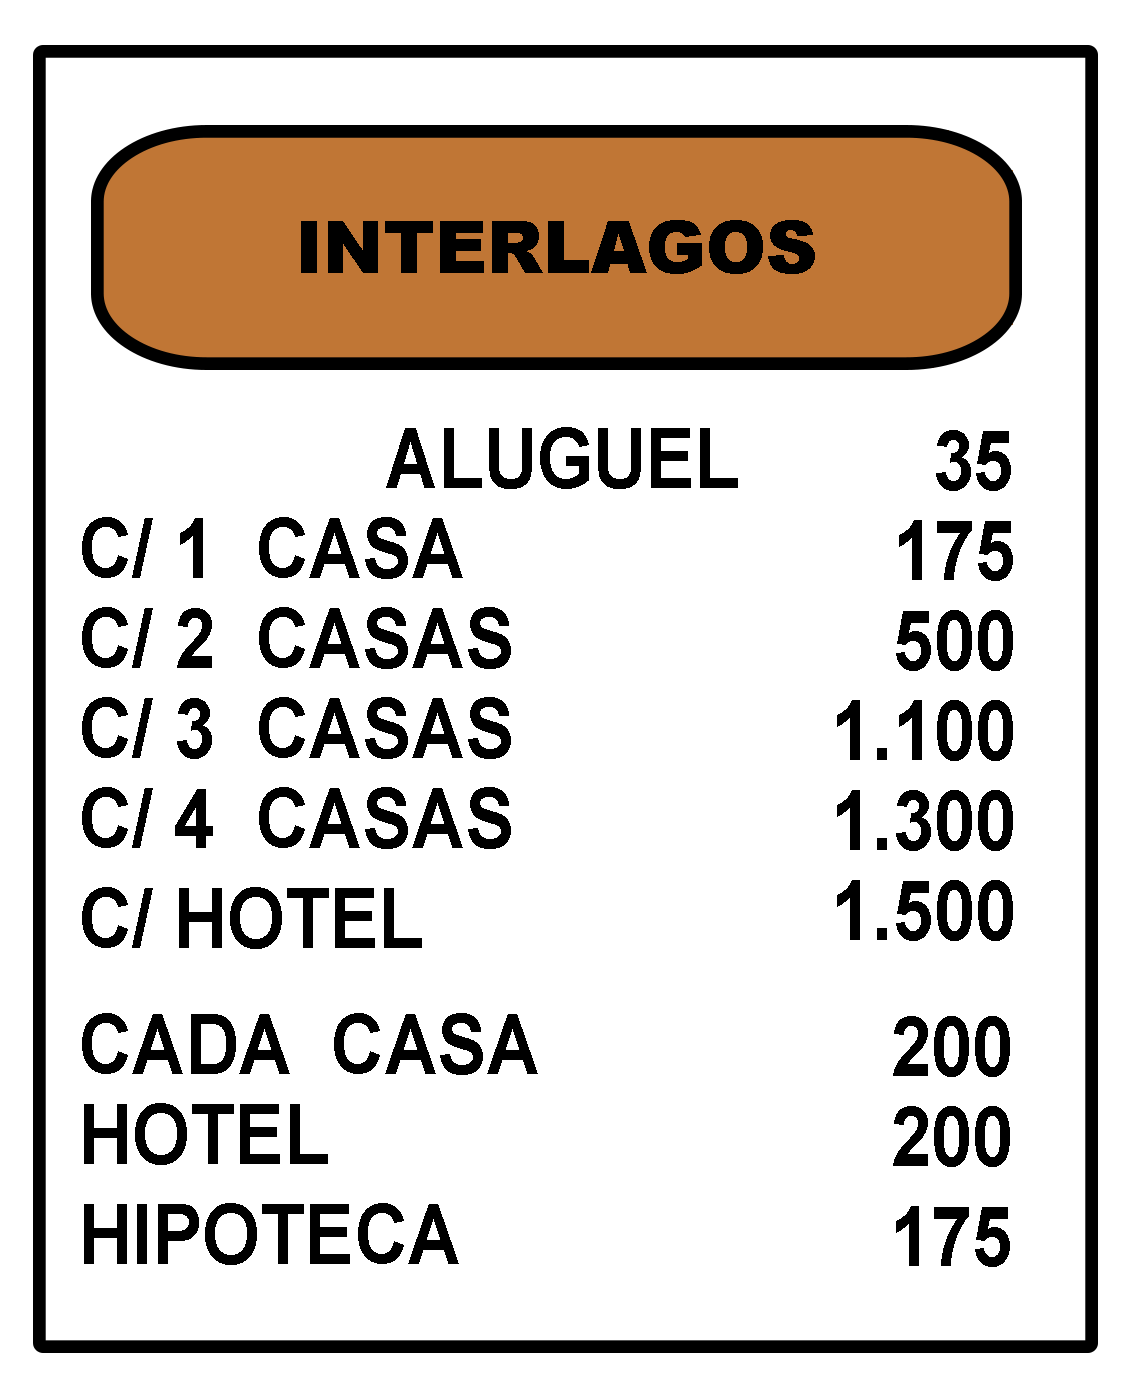 INTERLAGOS
ALUGUEL 35
C/ 1 CASA 175
C/ 2 CASAS 500
C/ 3 CASAS 1.100
C/ 4 CASAS 1.300
C/ HOTEL 1.500
CADA CASA 200
HOTEL 200
HIPOTECA 175